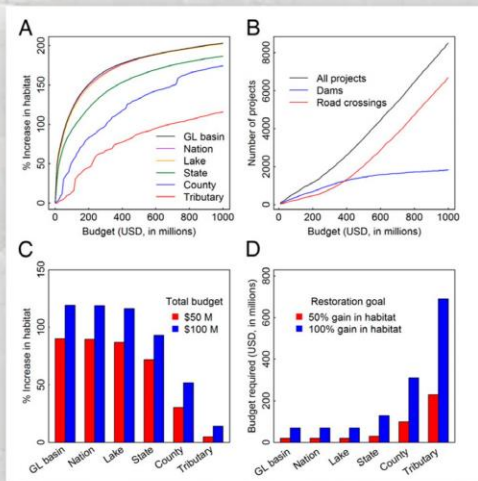 A
% Increase in habitat
200
150
100
50
0
GL basin
Nation
Lake
State
County
Tributary
0 200 400 600 800 1000
Budget (USD, in millions)
B
Number of projects
8000
6000
4000
2000
0
All projects
Dams
Road crossings
0 200 400 600 800 1000
Budget (USD, in millions)
C
% Increase in habitat
150
100
50
0
Total budget
$50 M
$100 M
GL basin
Nation
Lake
State
County
Tributary
D
Budget required (USD, in millions)
800
600
400
200
0
Restoration goal
50% gain in habitat
100% gain in habitat
GL basin
Nation
Lake
State
County
Tributary